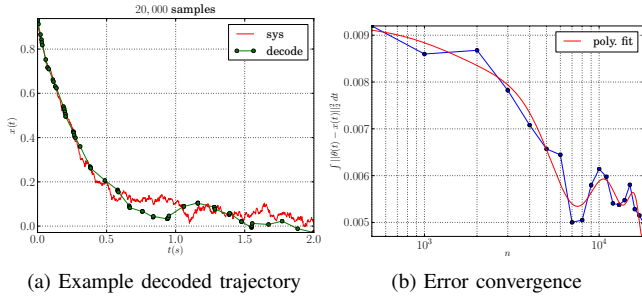 20,000 samples
sys
decode
x(t)
0.8
0.6
0.4
0.2
0.0
0.0 0.5 1.0 1.5 2.0
t(s)
(a) Example decoded trajectory
poly. fit
∫ ||θ(t) − x(t)||²₂ dt
0.009
0.008
0.007
0.006
0.005
10³ 10⁴
n
(b) Error convergence